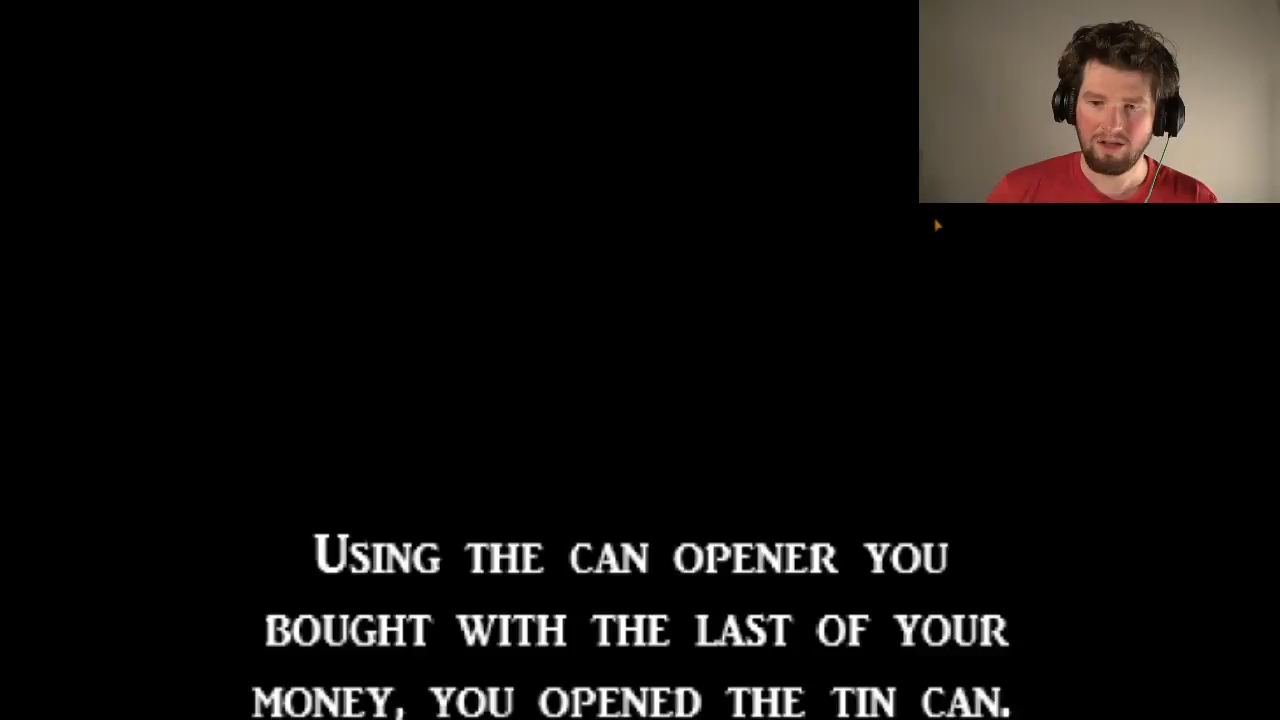 Using the can opener you
bought with the last of your
money, you opened the tin can.